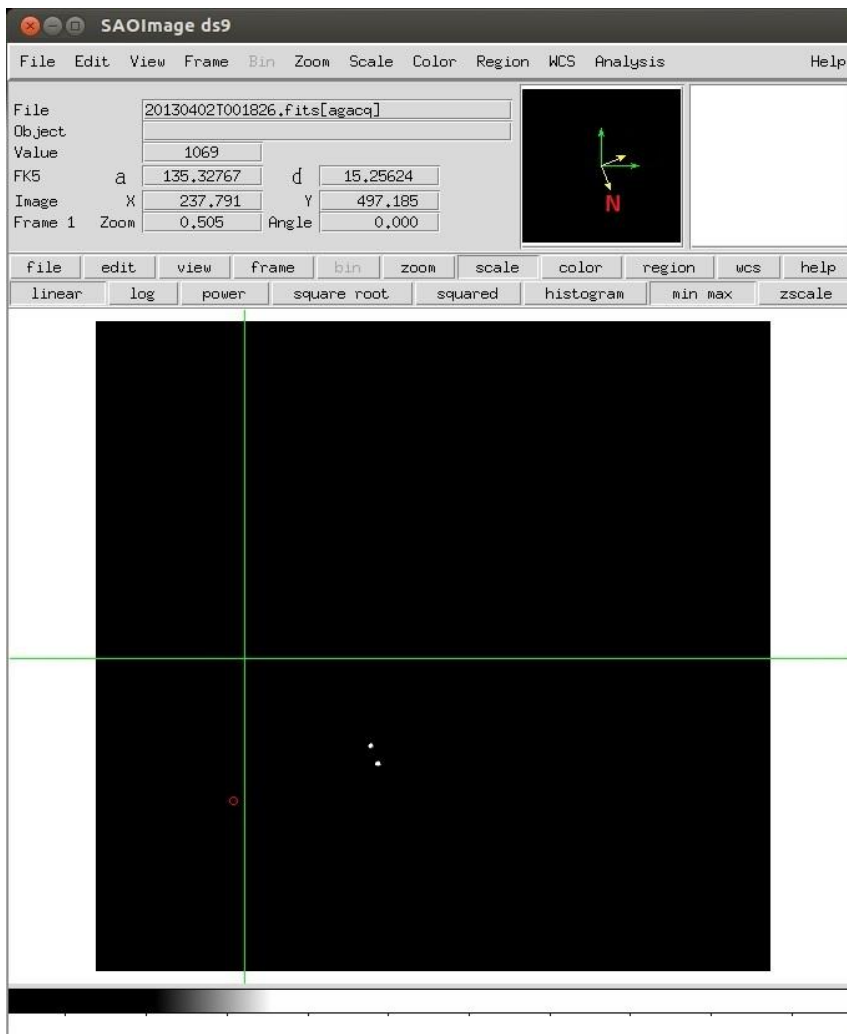 SAOImage ds9
File Edit View Frame Bin Zoom Scale Color Region WCS Analysis Help
File 20130402T001826.fits[agacq]
Object
Value 1069
FK5 a 135.32767 d 15.25624
Image X 237.791 Y 497.185
Frame 1 Zoom 0.505 Angle 0.000
N
file edit view frame bin zoom scale color region wcs help
linear log power square root squared histogram min max zscale